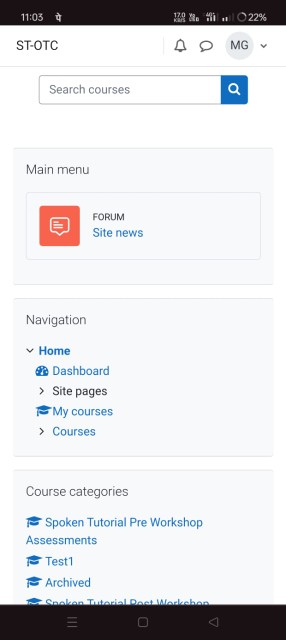 11:03 पे 17.0 KB/S Vo WiFi 4G+ 22%
ST-OTC MG
Search courses
Main menu
FORUM
Site news
Navigation
Home
Dashboard
Site pages
My courses
Courses
Course categories
Spoken Tutorial Pre Workshop
Assessments
Test1
Archived
Spoken Tutorial Post Workshop